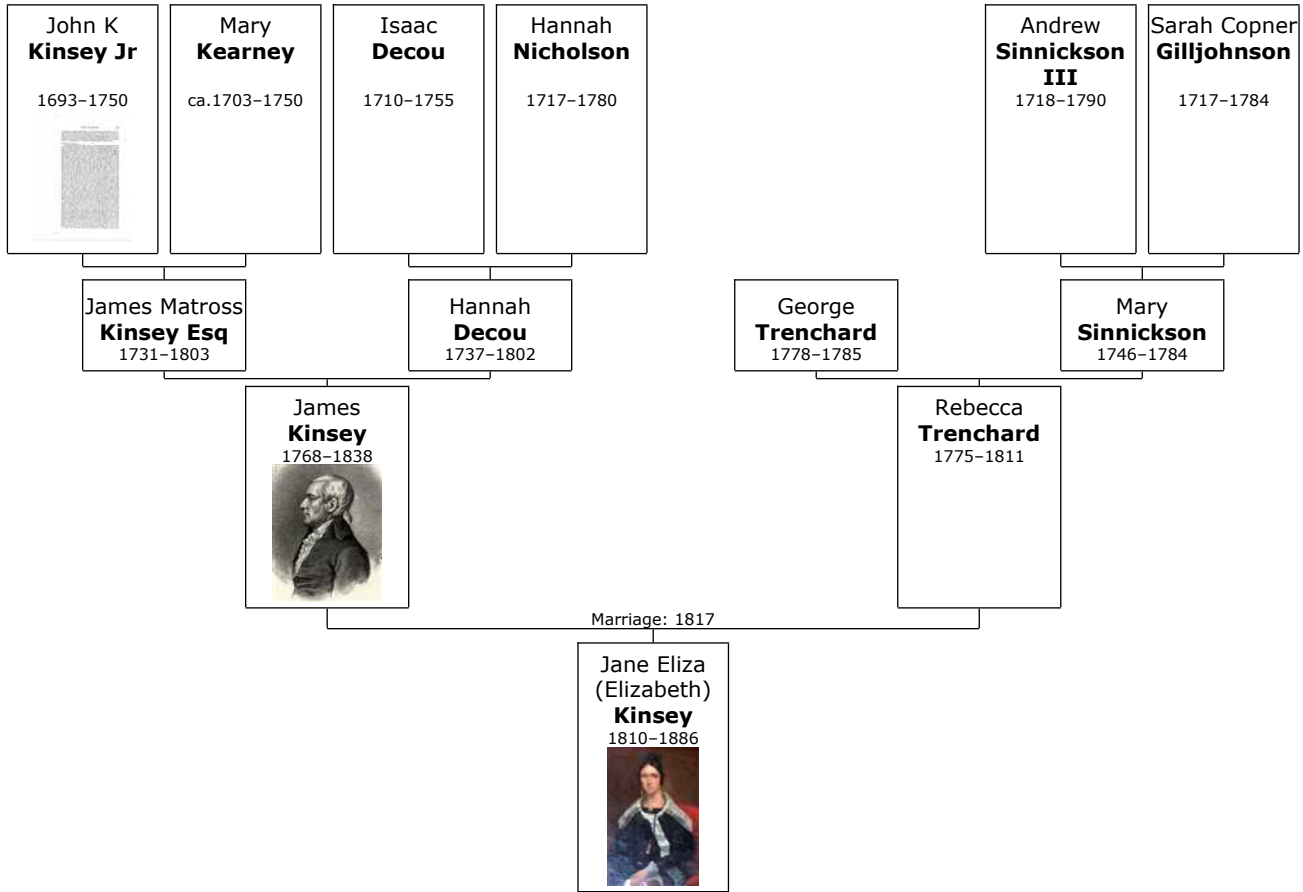 John K
Kinsey Jr
1693–1750
Mary
Kearney
ca.1703–1750
Isaac
Decou
1710–1755
Hannah
Nicholson
1717–1780
Andrew
Sinnickson
III
1718–1790
Sarah Copner
Gilljohnson
1717–1784
James Matross
Kinsey Esq
1731–1803
Hannah
Decou
1737–1802
George
Trenchard
1778–1785
Mary
Sinnickson
1746–1784
James
Kinsey
1768–1838
Rebecca
Trenchard
1775–1811
Marriage: 1817
Jane Eliza
(Elizabeth)
Kinsey
1810–1886